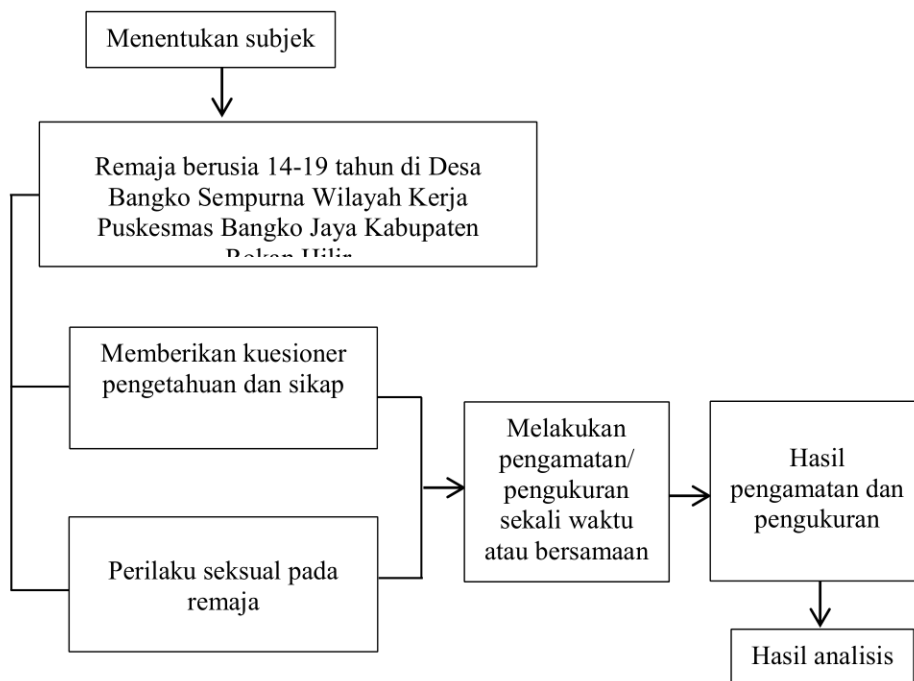 Menentukan subjek
Remaja berusia 14-19 tahun di Desa
Bangko Sempurna Wilayah Kerja
Puskesmas Bangko Jaya Kabupaten
Rokan Hilir
Memberikan kuesioner
pengetahuan dan sikap
Perilaku seksual pada
remaja
Melakukan
pengamatan/
pengukuran
sekali waktu
atau bersamaan
Hasil
pengamatan dan
pengukuran
Hasil analisis